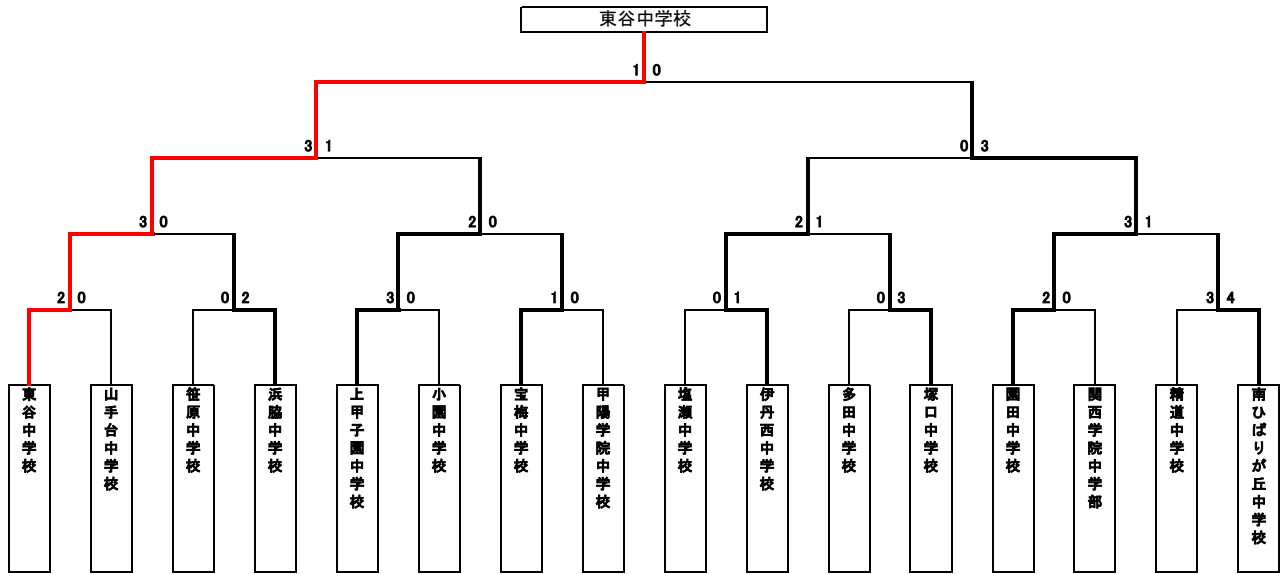 東谷中学校
1 0
3 1
0 3
3 0
2 0
2 1
3 1
2 0
0 2
3 0
1 0
0 1
0 3
2 0
3 4
東谷中学校
山手台中学校
笹原中学校
浜脇中学校
上甲子園中学校
小園中学校
宝梅中学校
甲陽学院中学校
塩瀬中学校
伊丹西中学校
多田中学校
塚口中学校
園田中学校
関西学院中学部
精道中学校
南ひばりが丘中学校